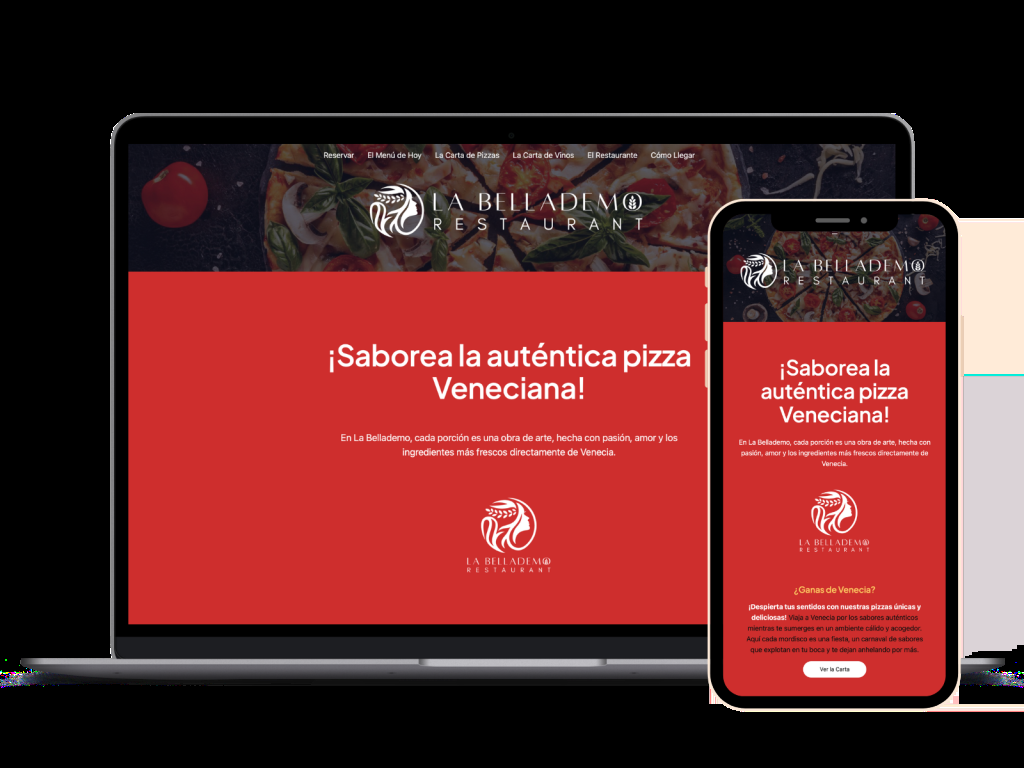 Reservar El Menú de Hoy La Carta de Pizzas La Carta de Vinos El Restaurante Cómo Llegar
LA BELLADEMO
RESTAURANT
¡Saborea la auténtica pizza
Veneciana!
En La Bellademo, cada porción es una obra de arte, hecha con pasión, amor y los
ingredientes más frescos directamente de Venecia.
LA BELLADEMO
RESTAURANT
LA BELLADEMO
RESTAURANT
¡Saborea la
auténtica pizza
Veneciana!
En La Bellademo, cada porción es una obra de arte, hecha con
pasión, amor y los ingredientes más frescos directamente de
Venecia.
LA BELLADEMO
RESTAURANT
¿Ganas de Venecia?
¡Despierta tus sentidos con nuestras pizzas únicas y
deliciosas! Viaja a Venecia por los sabores auténticos
mientras te sumerges en un ambiente cálido y acogedor.
Aquí cada mordisco es una fiesta, un carnaval de sabores
que explotan en tu boca y te dejan anhelando por más.
Ver la Carta